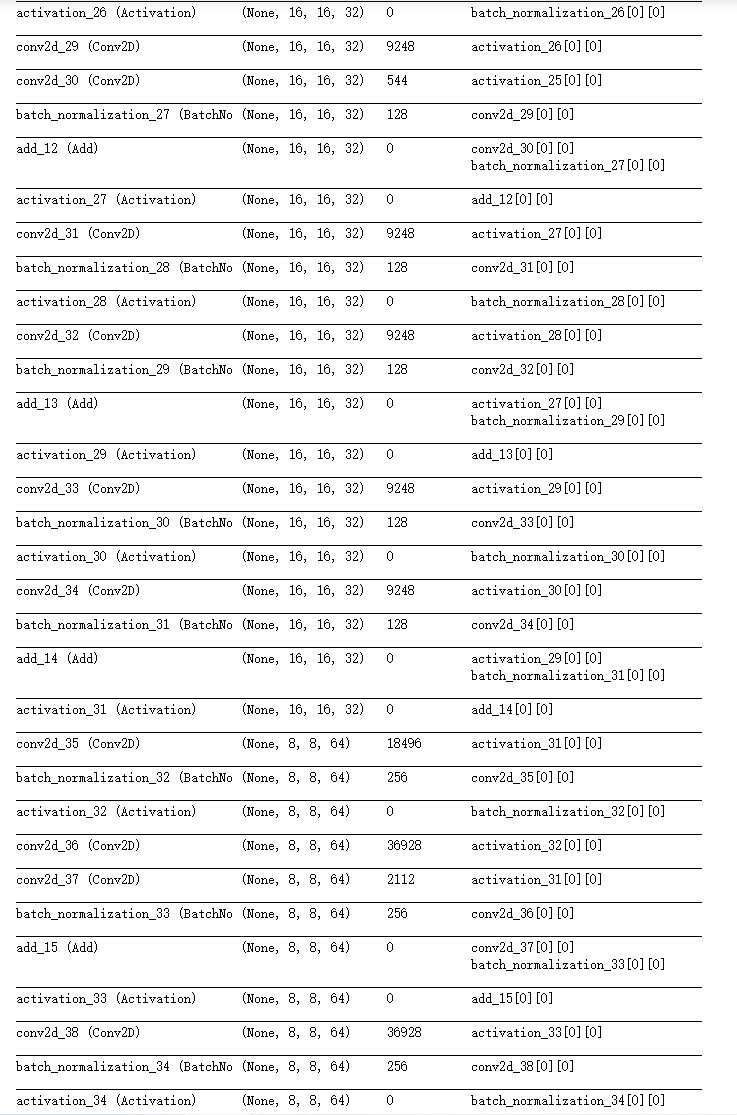 activation_26 (Activation) (None, 16, 16, 32) 0 batch_normalization_26[0][0]
conv2d_29 (Conv2D) (None, 16, 16, 32) 9248 activation_26[0][0]
conv2d_30 (Conv2D) (None, 16, 16, 32) 544 activation_25[0][0]
batch_normalization_27 (BatchNo (None, 16, 16, 32) 128 conv2d_29[0][0]
add_12 (Add) (None, 16, 16, 32) 0 conv2d_30[0][0]
batch_normalization_27[0][0]
activation_27 (Activation) (None, 16, 16, 32) 0 add_12[0][0]
conv2d_31 (Conv2D) (None, 16, 16, 32) 9248 activation_27[0][0]
batch_normalization_28 (BatchNo (None, 16, 16, 32) 128 conv2d_31[0][0]
activation_28 (Activation) (None, 16, 16, 32) 0 batch_normalization_28[0][0]
conv2d_32 (Conv2D) (None, 16, 16, 32) 9248 activation_28[0][0]
batch_normalization_29 (BatchNo (None, 16, 16, 32) 128 conv2d_32[0][0]
add_13 (Add) (None, 16, 16, 32) 0 activation_27[0][0]
batch_normalization_29[0][0]
activation_29 (Activation) (None, 16, 16, 32) 0 add_13[0][0]
conv2d_33 (Conv2D) (None, 16, 16, 32) 9248 activation_29[0][0]
batch_normalization_30 (BatchNo (None, 16, 16, 32) 128 conv2d_33[0][0]
activation_30 (Activation) (None, 16, 16, 32) 0 batch_normalization_30[0][0]
conv2d_34 (Conv2D) (None, 16, 16, 32) 9248 activation_30[0][0]
batch_normalization_31 (BatchNo (None, 16, 16, 32) 128 conv2d_34[0][0]
add_14 (Add) (None, 16, 16, 32) 0 activation_29[0][0]
batch_normalization_31[0][0]
activation_31 (Activation) (None, 16, 16, 32) 0 add_14[0][0]
conv2d_35 (Conv2D) (None, 8, 8, 64) 18496 activation_31[0][0]
batch_normalization_32 (BatchNo (None, 8, 8, 64) 256 conv2d_35[0][0]
activation_32 (Activation) (None, 8, 8, 64) 0 batch_normalization_32[0][0]
conv2d_36 (Conv2D) (None, 8, 8, 64) 36928 activation_32[0][0]
conv2d_37 (Conv2D) (None, 8, 8, 64) 2112 activation_31[0][0]
batch_normalization_33 (BatchNo (None, 8, 8, 64) 256 conv2d_36[0][0]
add_15 (Add) (None, 8, 8, 64) 0 conv2d_37[0][0]
batch_normalization_33[0][0]
activation_33 (Activation) (None, 8, 8, 64) 0 add_15[0][0]
conv2d_38 (Conv2D) (None, 8, 8, 64) 36928 activation_33[0][0]
batch_normalization_34 (BatchNo (None, 8, 8, 64) 256 conv2d_38[0][0]
activation_34 (Activation) (None, 8, 8, 64) 0 batch_normalization_34[0][0]